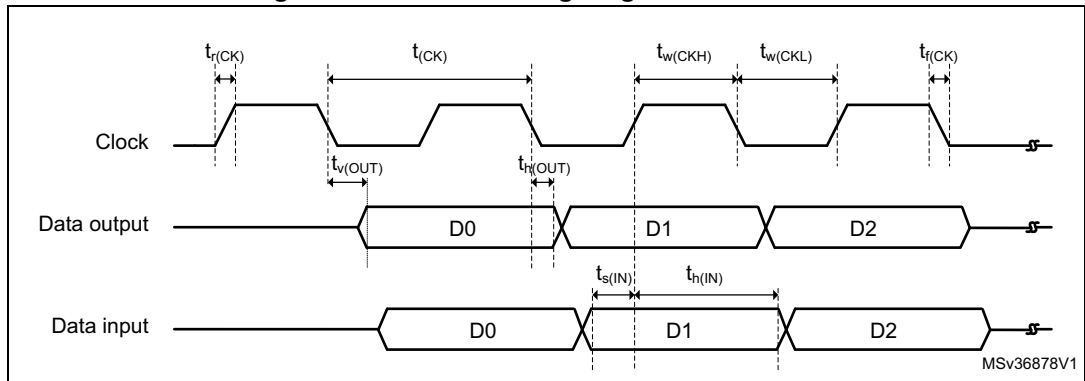 t_r(CK) t_(CK) t_w(CKH) t_w(CKL) t_f(CK)
Clock
t_v(OUT) t_h(OUT)
Data output D0 D1 D2
t_s(IN) t_h(IN)
Data input D0 D1 D2
MSv36878V1